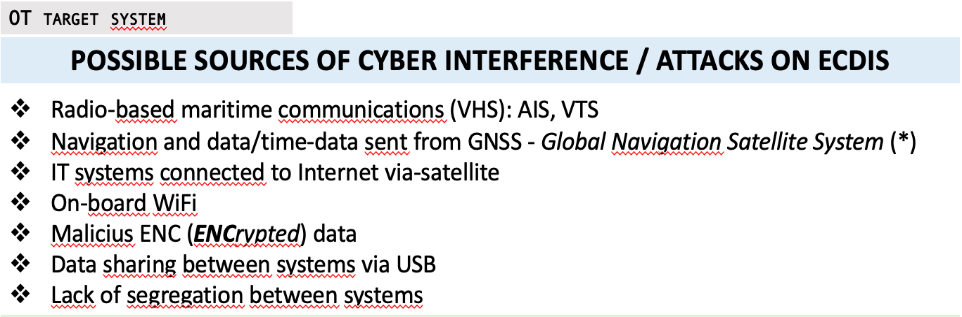 OT TARGET SYSTEM
POSSIBLE SOURCES OF CYBER INTERFERENCE / ATTACKS ON ECDIS
❖ Radio-based maritime communications (VHS): AIS, VTS
❖ Navigation and data/time-data sent from GNSS - Global Navigation Satellite System (*)
❖ IT systems connected to Internet via-satellite
❖ On-board WiFi
❖ Malicius ENC (ENCrypted) data
❖ Data sharing between systems via USB
❖ Lack of segregation between systems